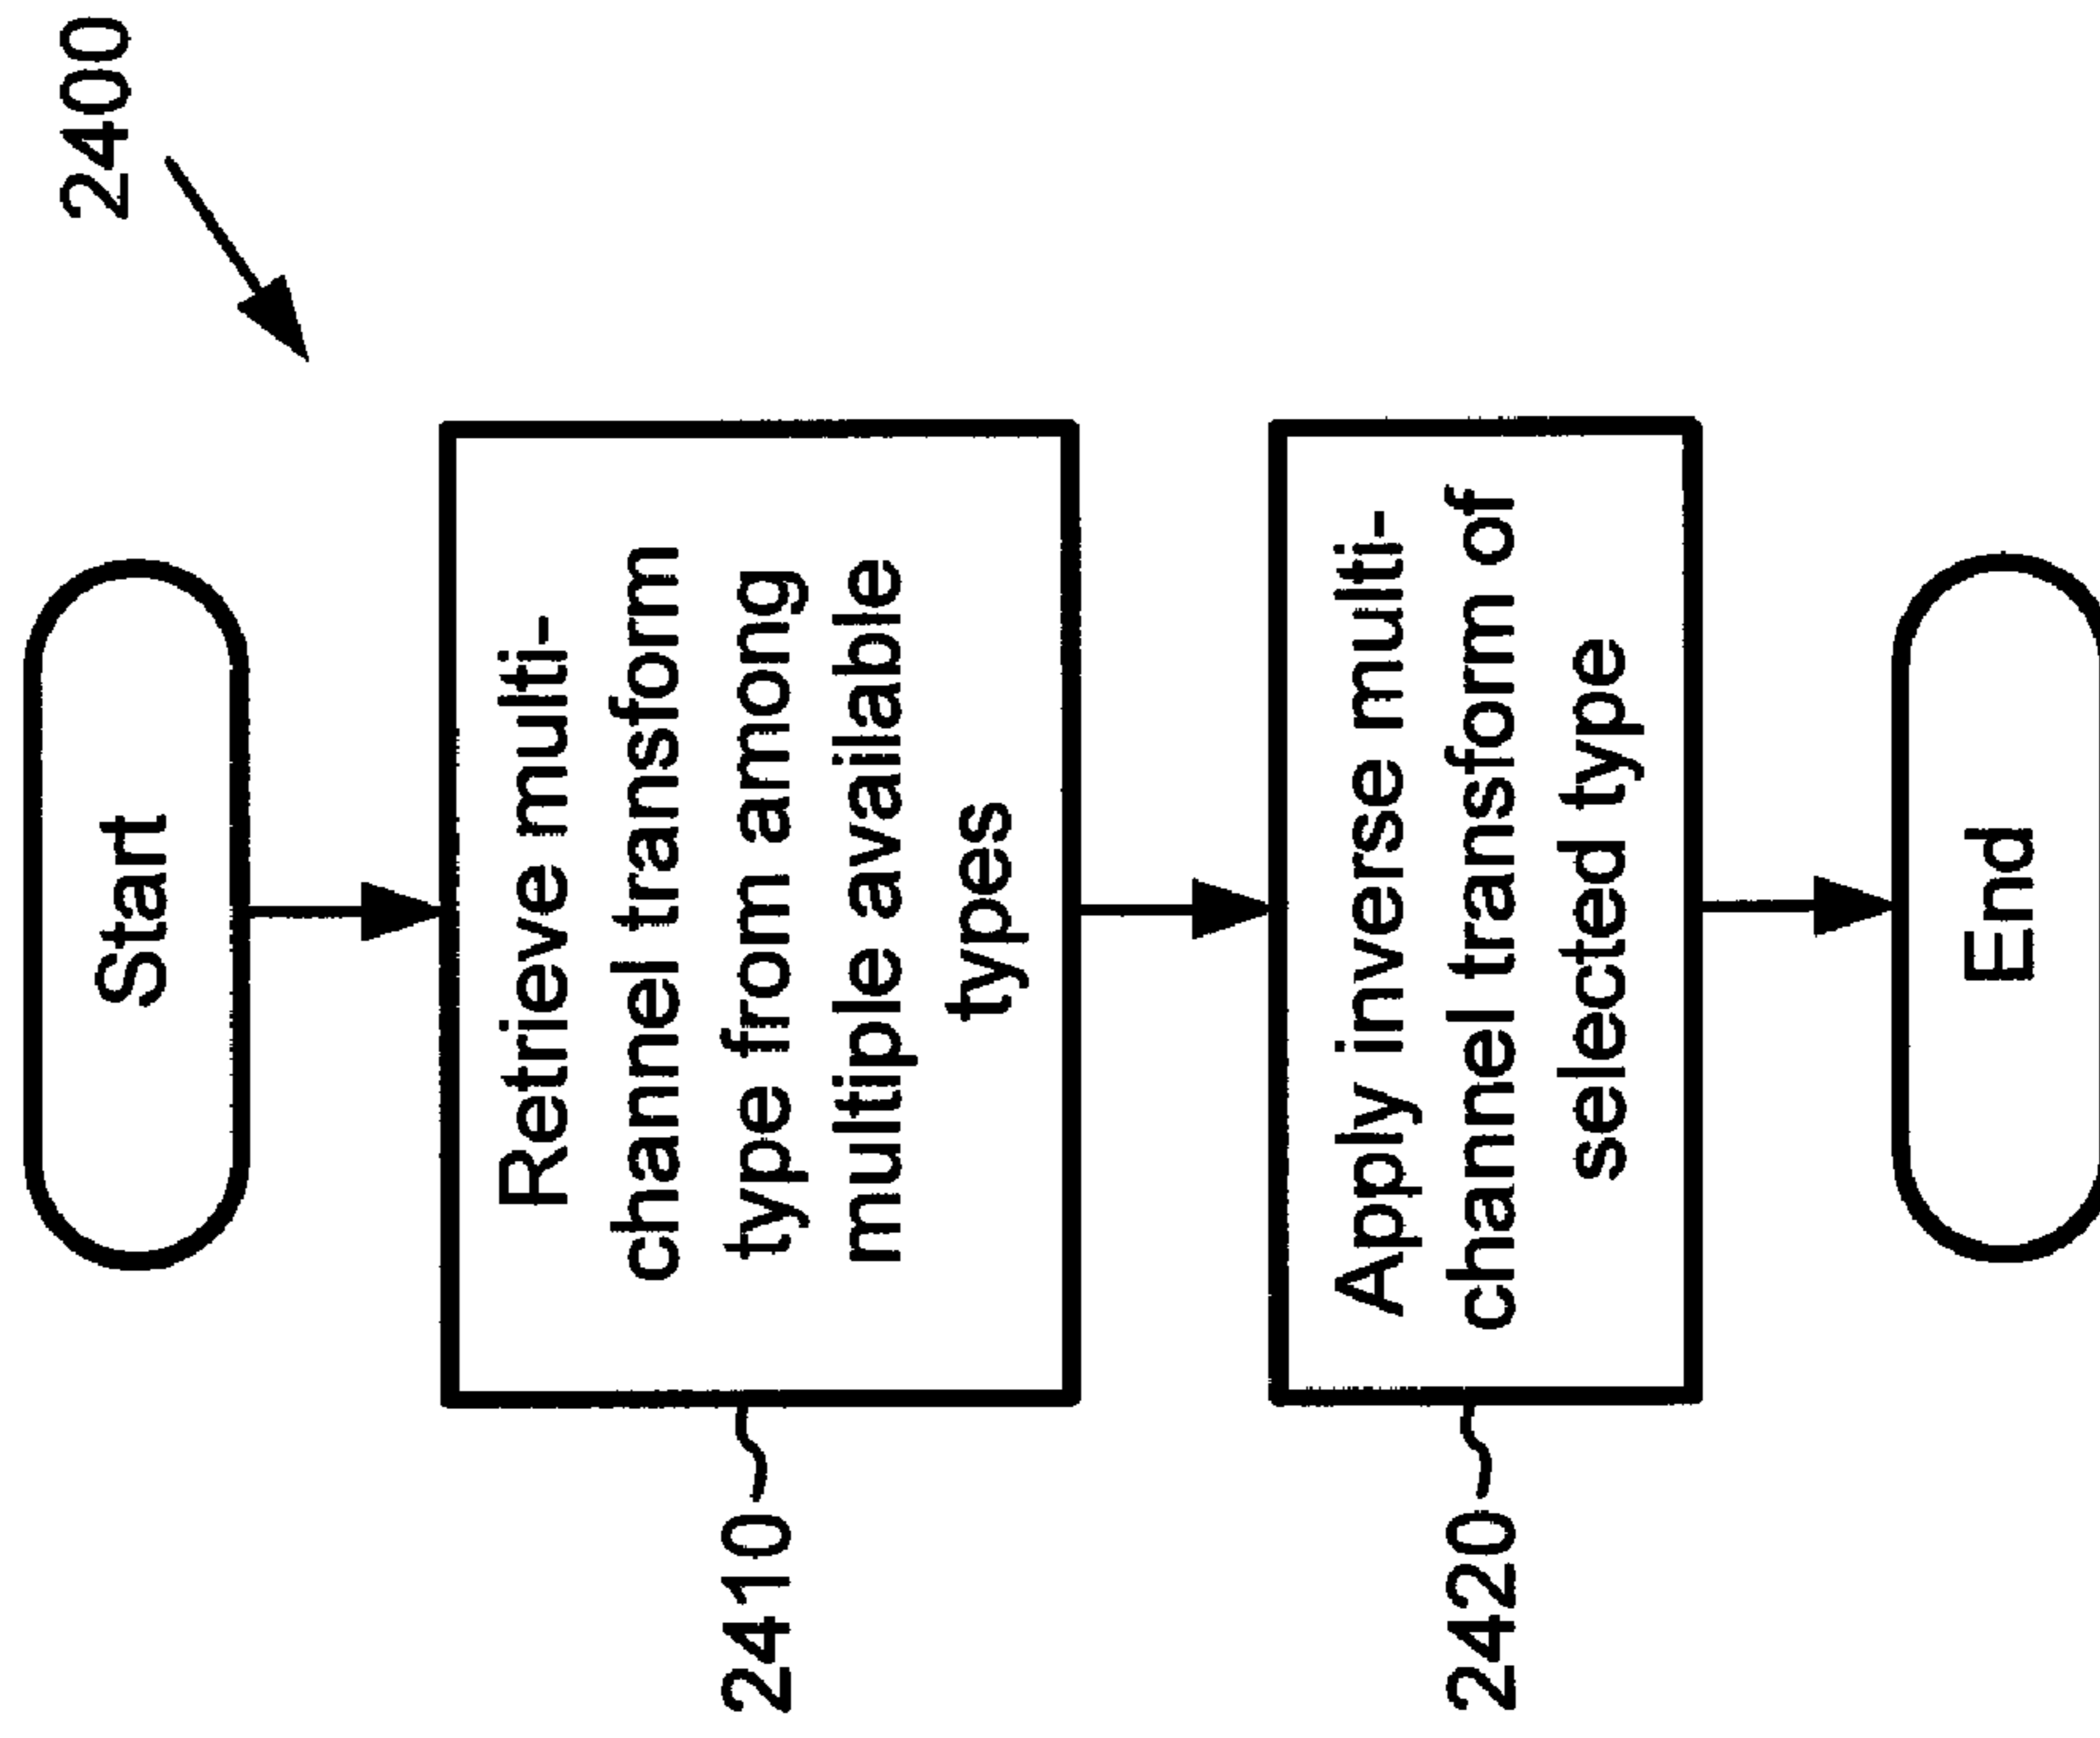 2400
Start
2410
Retrieve multi-
channel transform
type from among
multiple available
types
2420
Apply inverse multi-
channel transform of
selected type
End